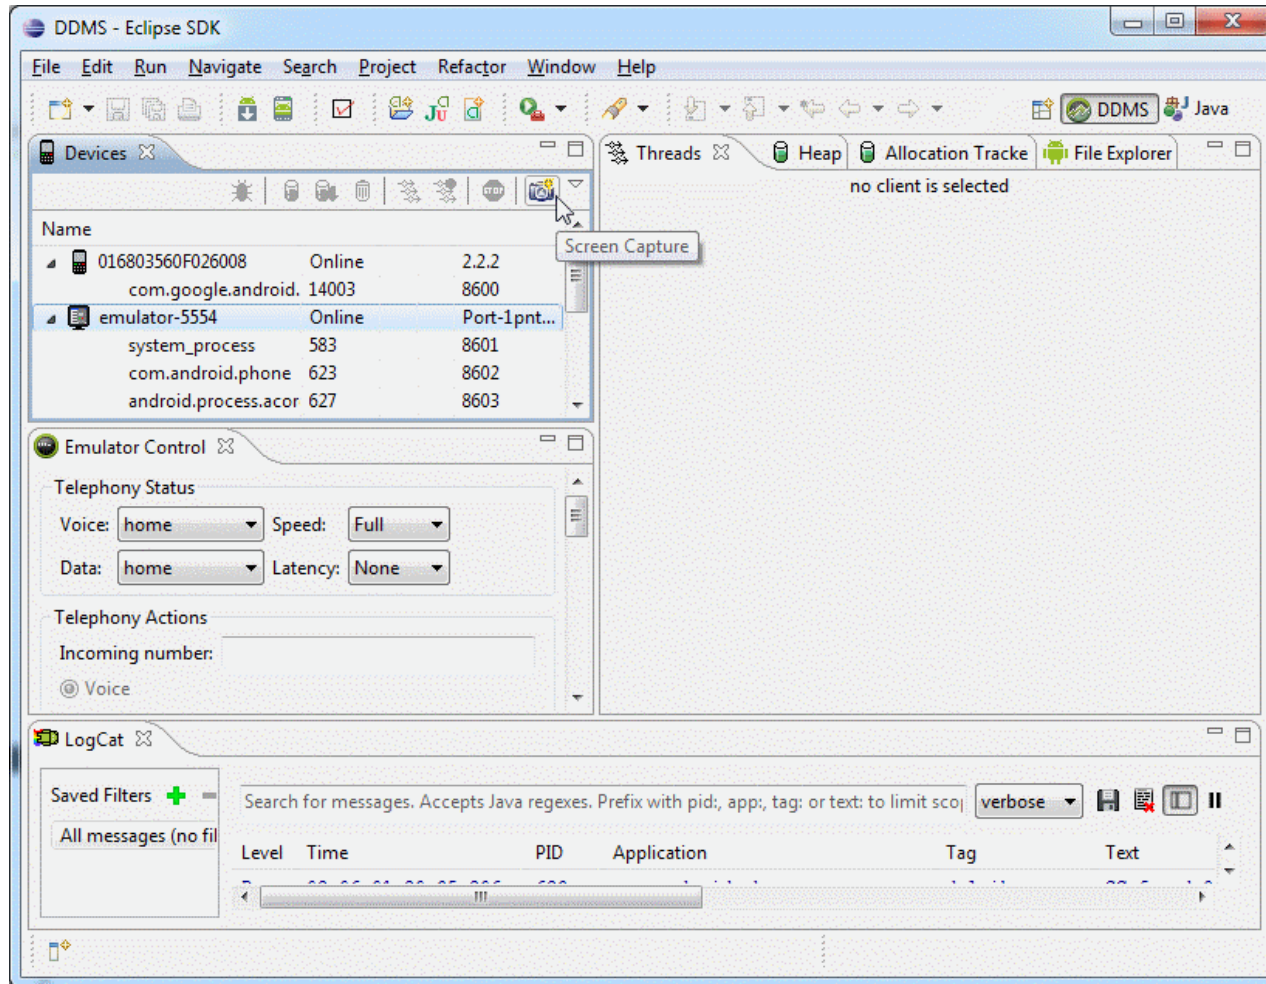 DDMS - Eclipse SDK
File Edit Run Navigate Search Project Refactor Window Help
DDMS Java
Devices
Threads Heap Allocation Tracke File Explorer
STOP
no client is selected
Name
Screen Capture
016803560F026008 Online 2.2.2
com.google.android. 14003 8600
emulator-5554 Online Port-1pnt...
system_process 583 8601
com.android.phone 623 8602
android.process.acor 627 8603
Emulator Control
Telephony Status
Voice: home Speed: Full
Data: home Latency: None
Telephony Actions
Incoming number:
Voice
LogCat
Saved Filters
Search for messages. Accepts Java regexes. Prefix with pid:, app:, tag: or text: to limit scop verbose
All messages (no fil
Level Time PID Application Tag Text